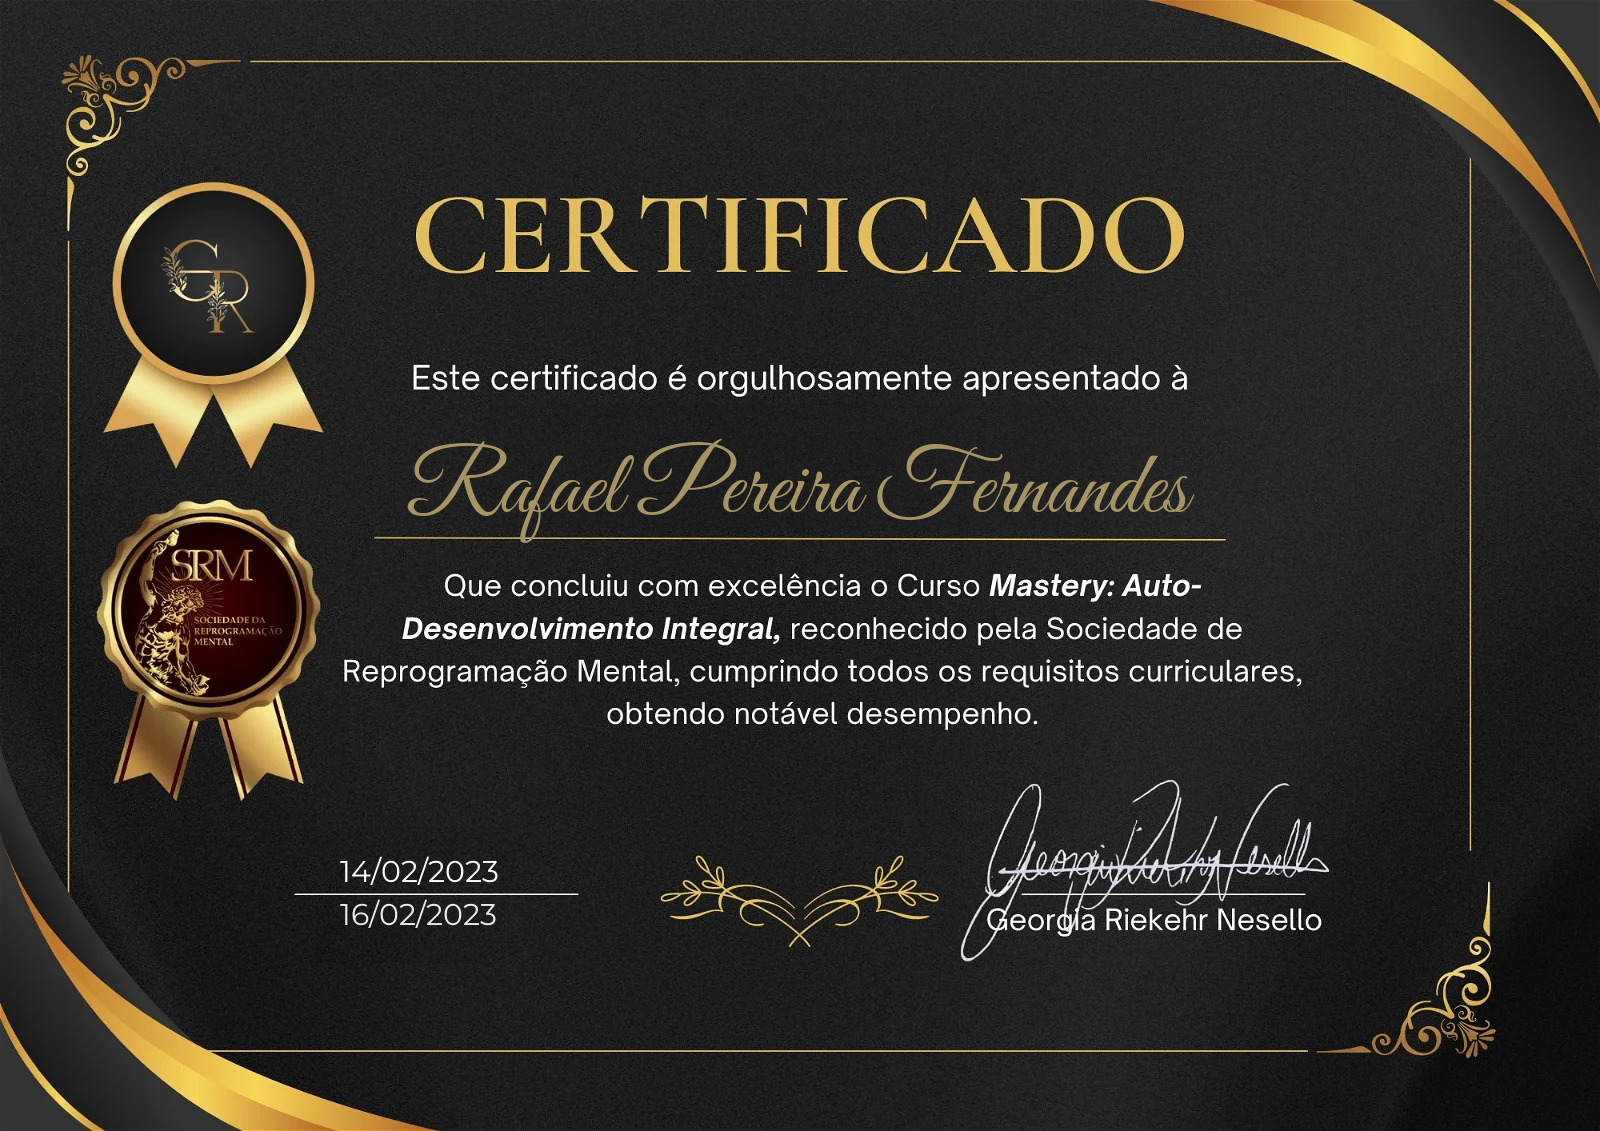 CERTIFICADO
GR
Este certificado é orgulhosamente apresentado à
Rafael Pereira Fernandes
SRM
SOCIEDADE DA
REPROGRAMAÇÃO
MENTAL
Que concluiu com excelência o Curso Mastery: Auto-
Desenvolvimento Integral, reconhecido pela Sociedade de
Reprogramação Mental, cumprindo todos os requisitos curriculares,
obtendo notável desempenho.
14/02/2023
16/02/2023
Georgia Riekehr Nesello
Georgia Riekehr Nesello